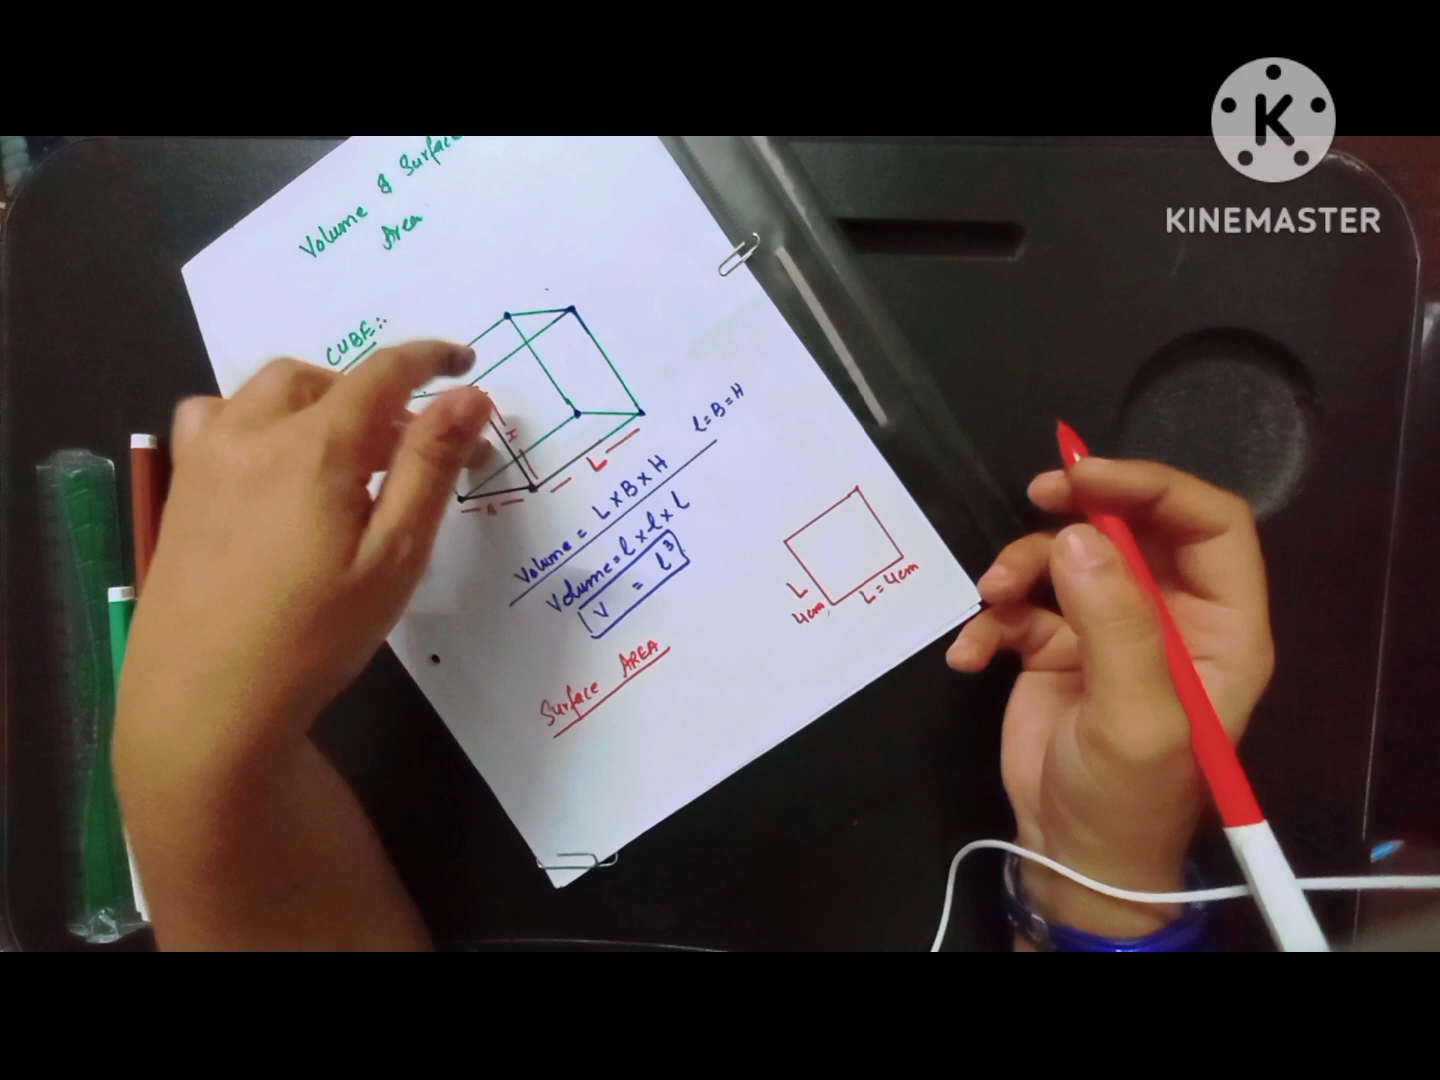 KINEMASTER
Volume & Surface
Area
CUBE:
H
L
B
L=B=H
Volume = L x B x H
Volume = l x l x l
V = l³
L
4cm
L=4cm
Surface AREA